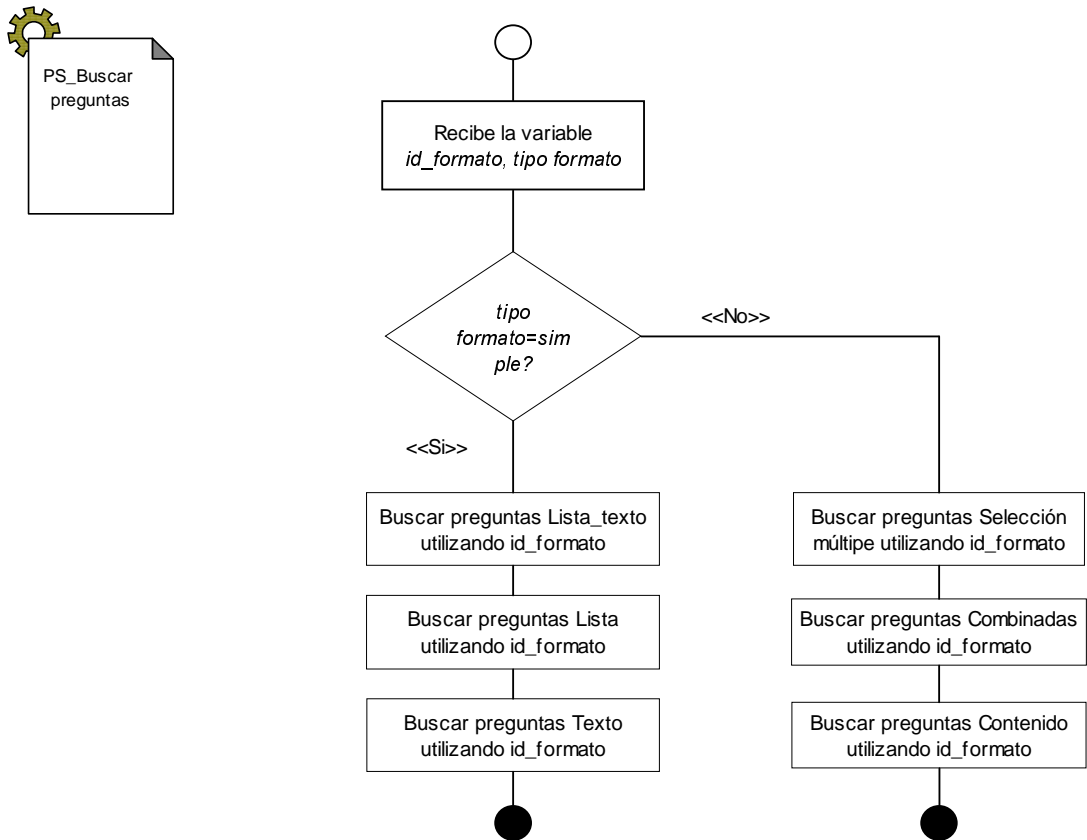 PS_Buscar
preguntas
Recibe la variable
id_formato, tipo formato
tipo
formato=sim
ple?
<<No>>
<<Si>>
Buscar preguntas Lista_texto
utilizando id_formato
Buscar preguntas Selección
múltipe utilizando id_formato
Buscar preguntas Lista
utilizando id_formato
Buscar preguntas Combinadas
utilizando id_formato
Buscar preguntas Texto
utilizando id_formato
Buscar preguntas Contenido
utilizando id_formato